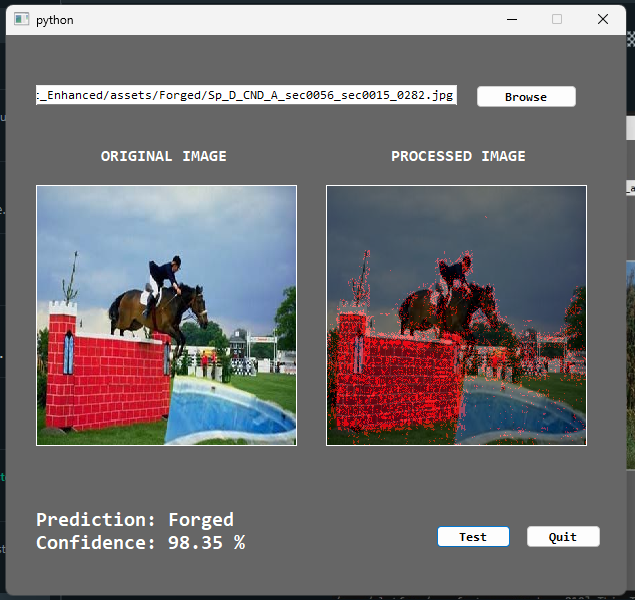 python
:_Enhanced/assets/Forged/Sp_D_CND_A_sec0056_sec0015_0282.jpg
Browse
ORIGINAL IMAGE
PROCESSED IMAGE
Prediction: Forged
Confidence: 98.35 %
Test
Quit